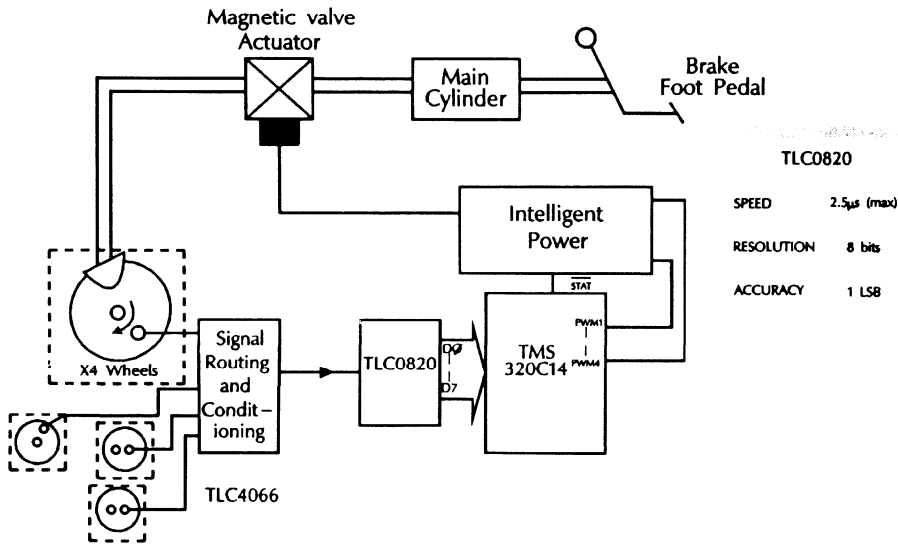 Magnetic valve
Actuator
Main
Cylinder
Brake
Foot Pedal
TLC0820
SPEED 2.5µs (max)
RESOLUTION 8 bits
ACCURACY 1 LSB
Intelligent
Power
STAT
X4 Wheels
Signal
Routing
and
Condit–
ioning
TLC4066
TLC0820
D0
D7
TMS
320C14
PWM1
PWM4